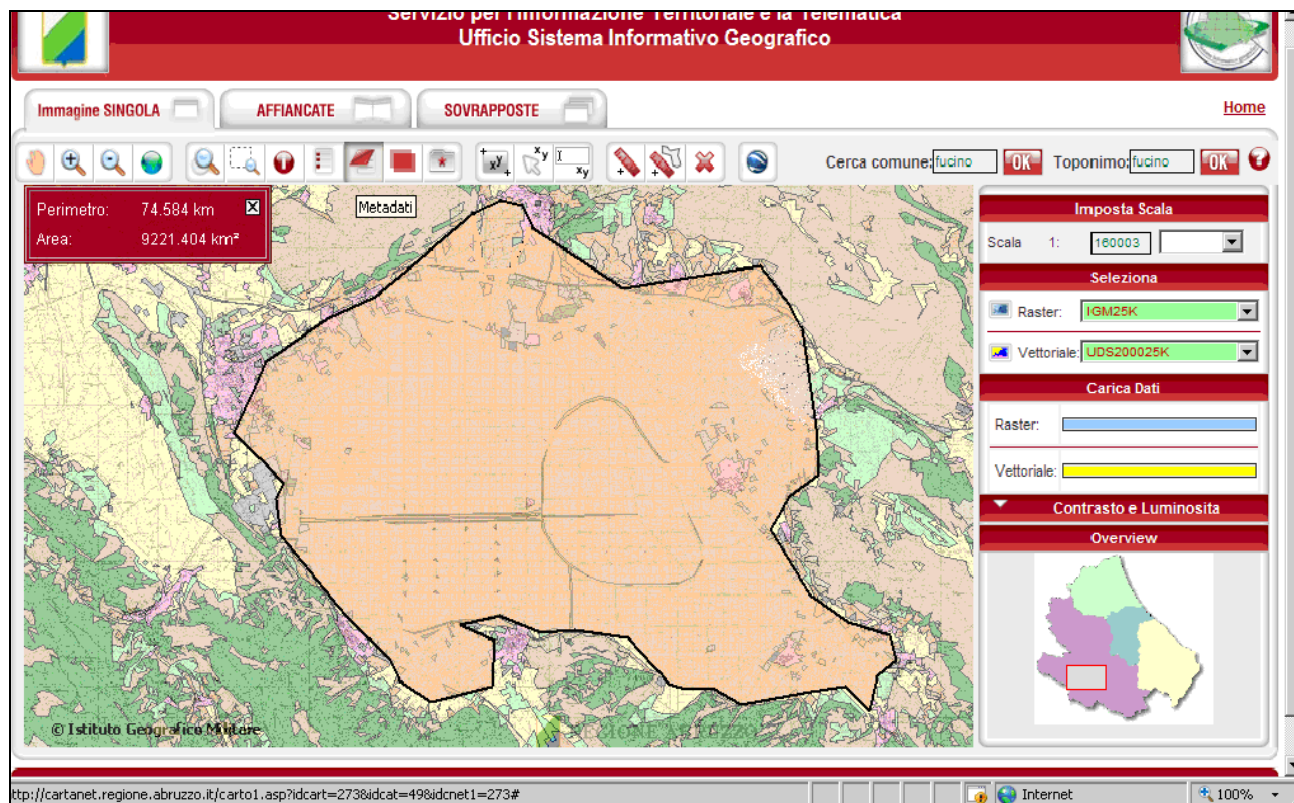 Servizio per l'Informazione Territoriale e la Telematica
Ufficio Sistema Informativo Geografico
Immagine SINGOLA
AFFIANCATE
SOVRAPPOSTE
Home
Cerca comune: fucino OK Toponimo: fucino OK
Perimetro: 74.584 km
Area: 9221.404 km²
Metadati
Imposta Scala
Scala 1: 160003
Seleziona
Raster: IGM25K
Vettoriale: UDS200025K
Carica Dati
Raster:
Vettoriale:
Contrasto e Luminosita
Overview
© Istituto Geografico Militare
REGIONE ABRUZZO
ttp://cartanet.regione.abruzzo.it/carto1.asp?idcart=273&idcat=49&idcnet1=273#
Internet
100%